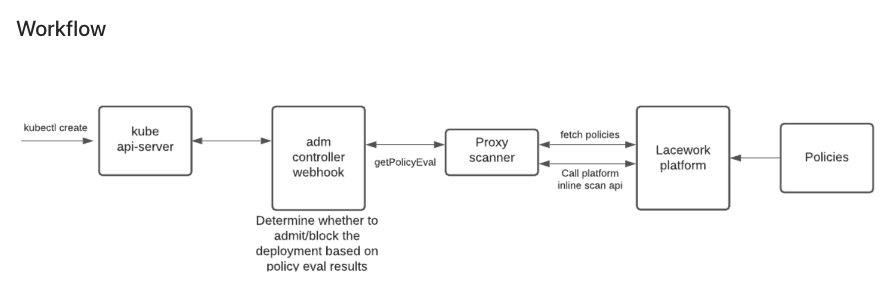 Workflow
kubectl create
kube
api-server
adm
controller
webhook
Determine whether to
admit/block the
deployment based on
policy eval results
getPolicyEval
Proxy
scanner
fetch policies
Call platform
inline scan api
Lacework
platform
Policies